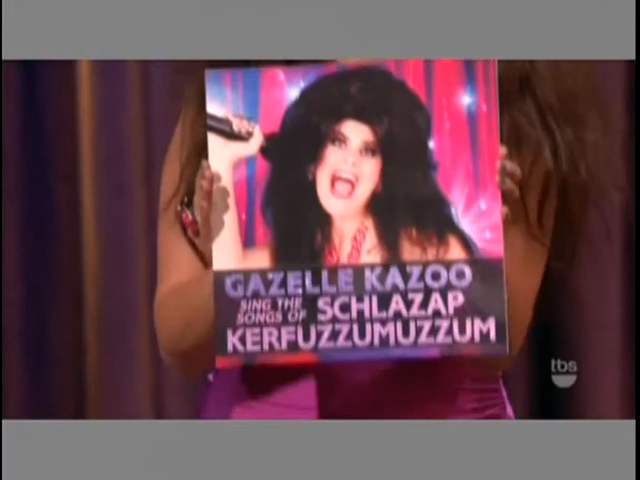 GAZELLE KAZOO
SING THE
SONGS OF
SCHLAZAP
KERFUZZUMUZZUM
tbs